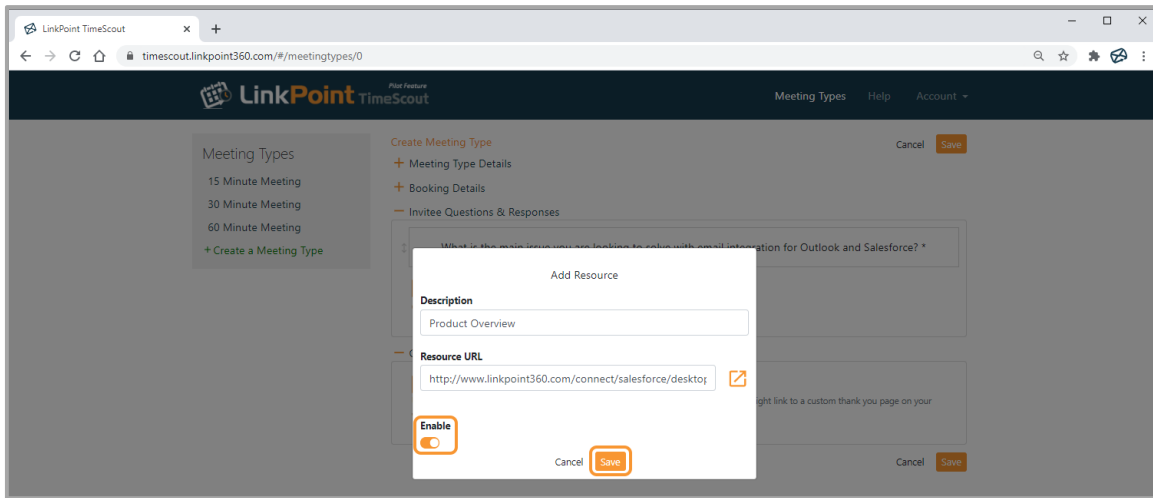 LinkPoint TimeScout
timescout.linkpoint360.com/#/meetingtypes/0
LinkPoint TimeScout
Pilot Feature
Meeting Types Help Account
Meeting Types
15 Minute Meeting
30 Minute Meeting
60 Minute Meeting
+ Create a Meeting Type
Create Meeting Type
Cancel Save
+ Meeting Type Details
+ Booking Details
— Invitee Questions & Responses
What is the main issue you are looking to solve with email integration for Outlook and Salesforce? *
Add Resource
Description
Product Overview
Resource URL
http://www.linkpoint360.com/connect/salesforce/desktop
ght link to a custom thank you page on your
Enable
Cancel Save
Cancel Save